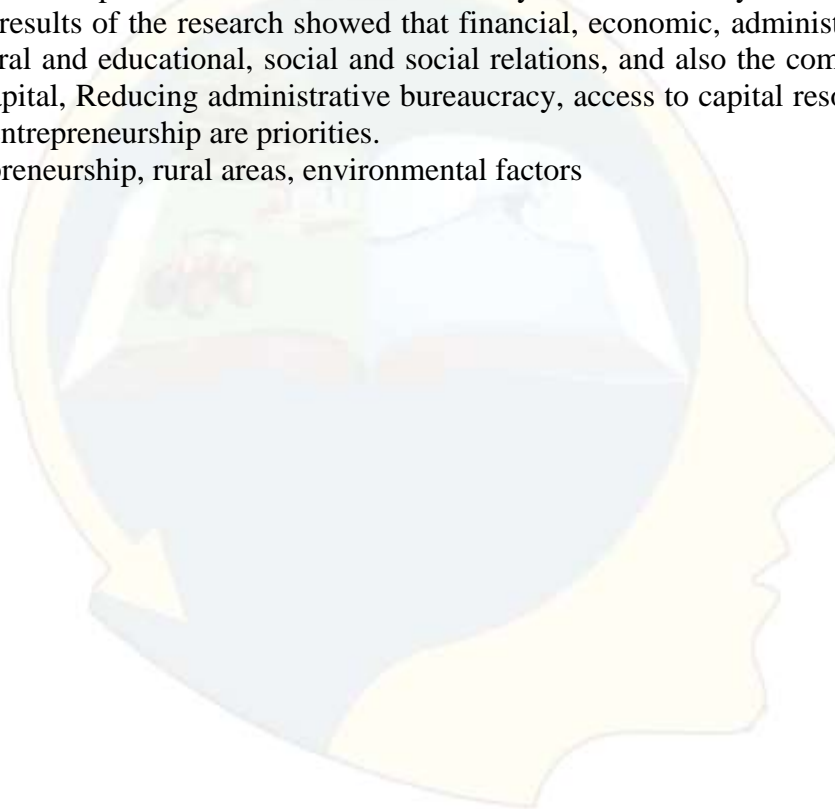 results of the research showed that financial, economic, administ
ral and educational, social and social relations, and also the com
apital, Reducing administrative bureaucracy, access to capital reso
ntrepreneurship are priorities.
preneurship, rural areas, environmental factors